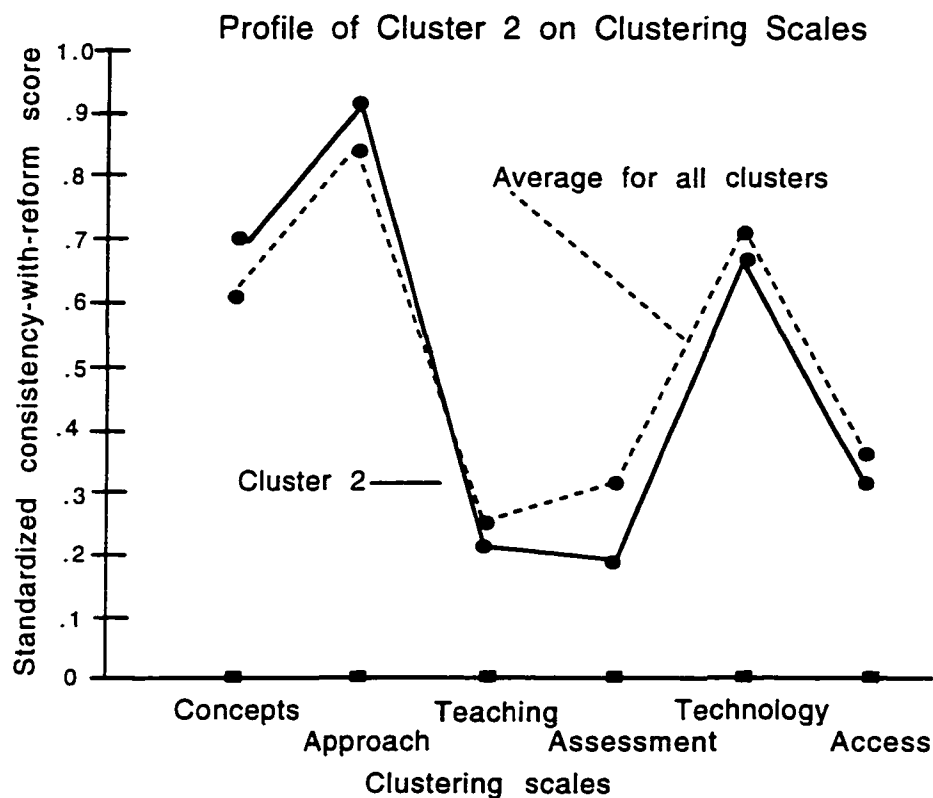 Profile of Cluster 2 on Clustering Scales
Standardized consistency-with-reform score
1.0
.9
.8
.7
.6
.5
.4
.3
.2
.1
0
Average for all clusters
Cluster 2
Concepts
Approach
Teaching
Assessment
Technology
Access
Clustering scales